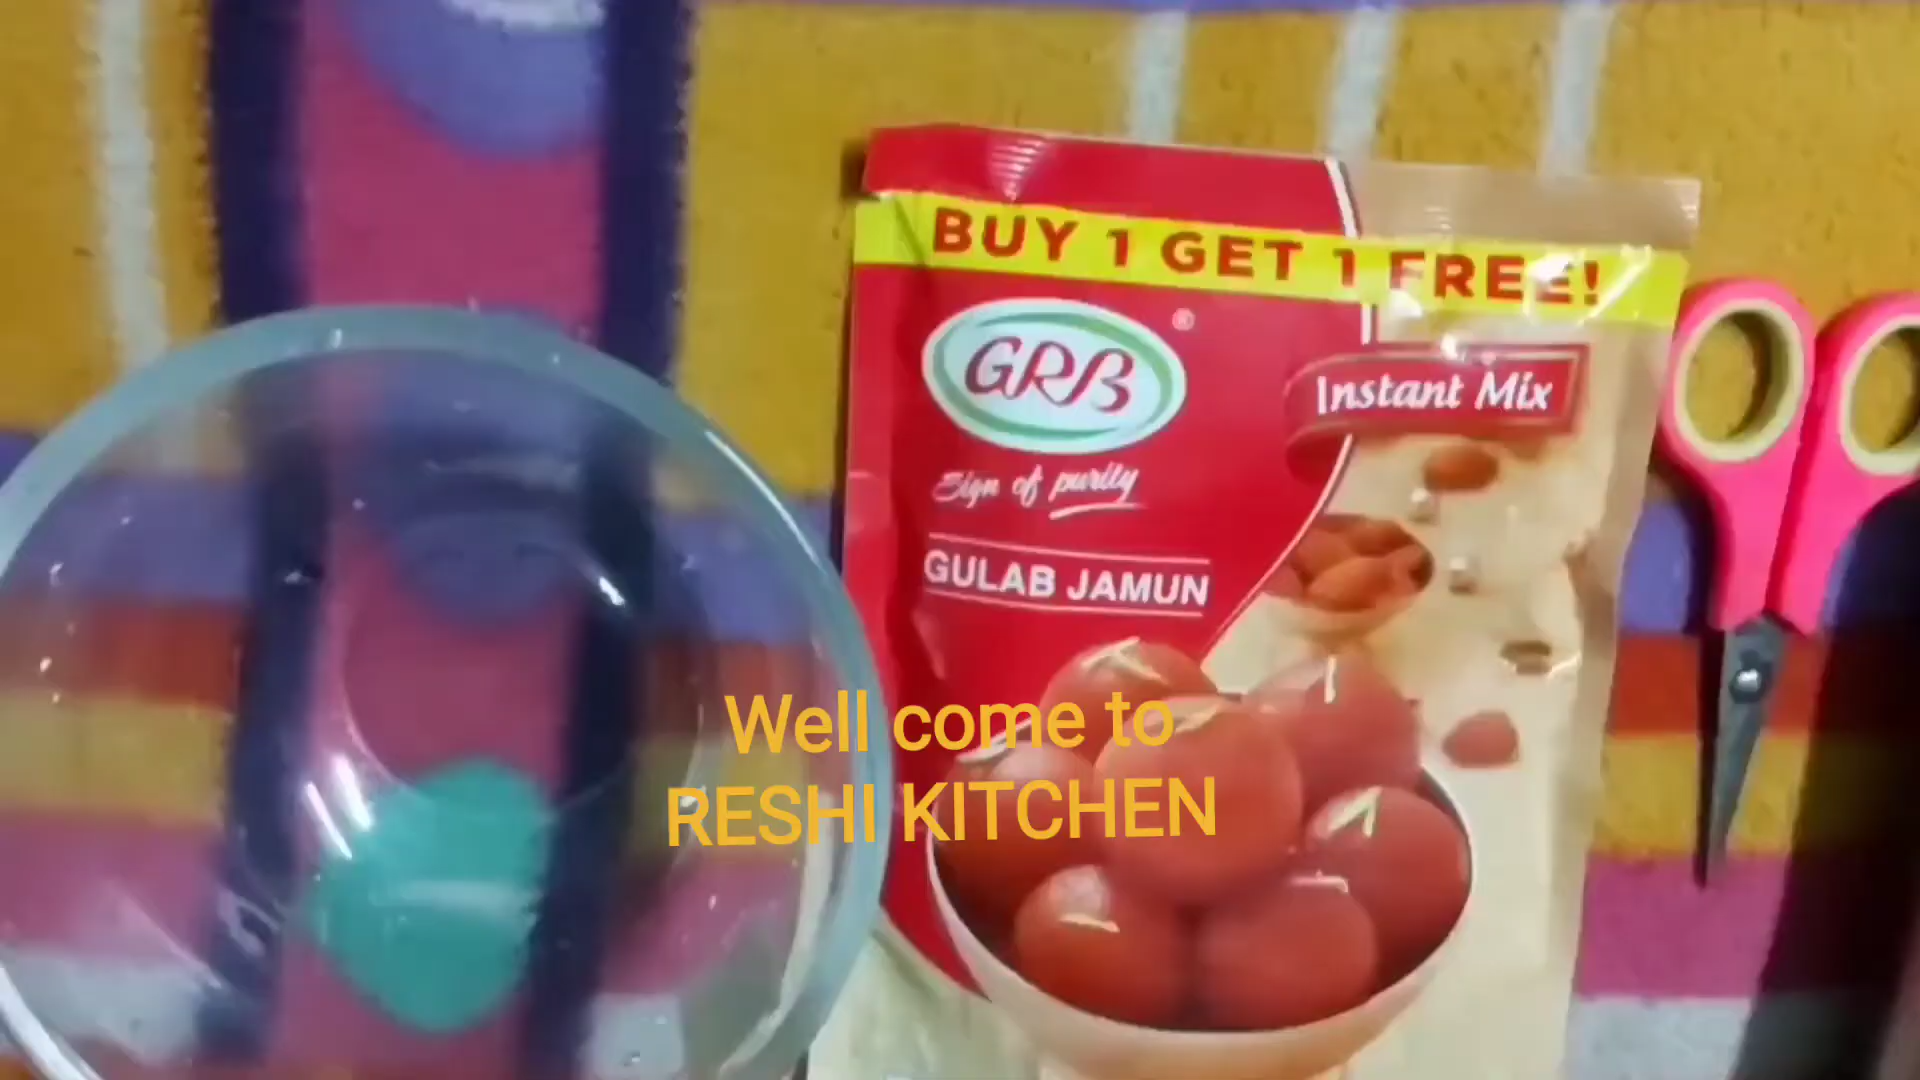 BUY 1 GET 1 FREE!
GRB
®
Instant Mix
Sign of purity
GULAB JAMUN
Well come to
RESHI KITCHEN